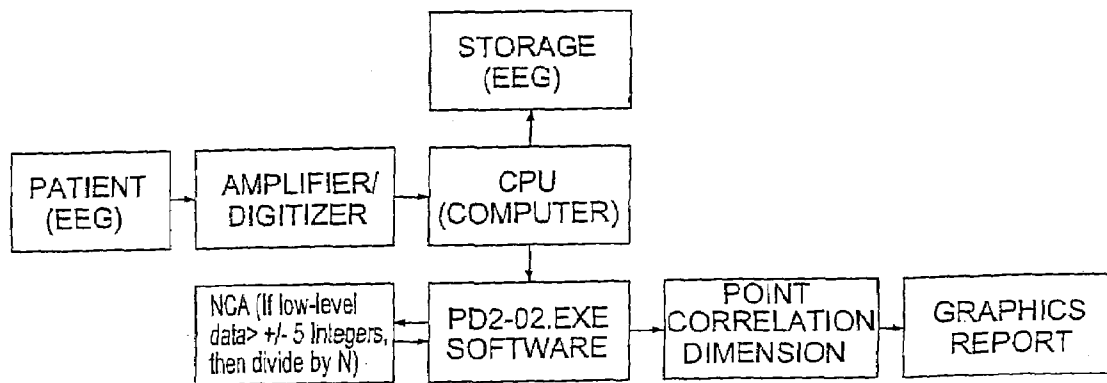 STORAGE
(EEG)
PATIENT
(EEG)
AMPLIFIER/
DIGITIZER
CPU
(COMPUTER)
NCA (If low-level
data> +/- 5 Integers,
then divide by N)
PD2-02.EXE
SOFTWARE
POINT
CORRELATION
DIMENSION
GRAPHICS
REPORT